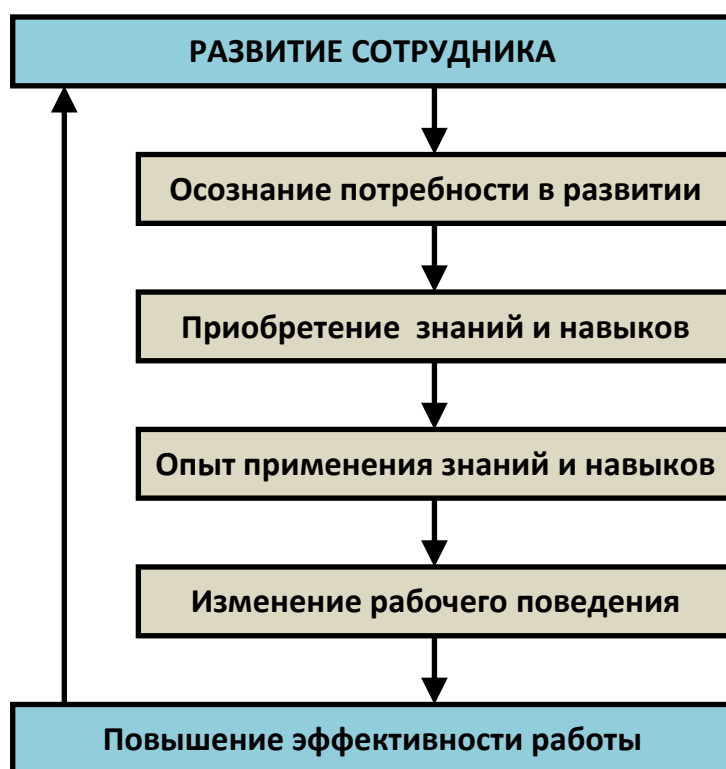 РАЗВИТИЕ СОТРУДНИКА
Осознание потребности в развитии
Приобретение знаний и навыков
Опыт применения знаний и навыков
Изменение рабочего поведения
Повышение эффективности работы